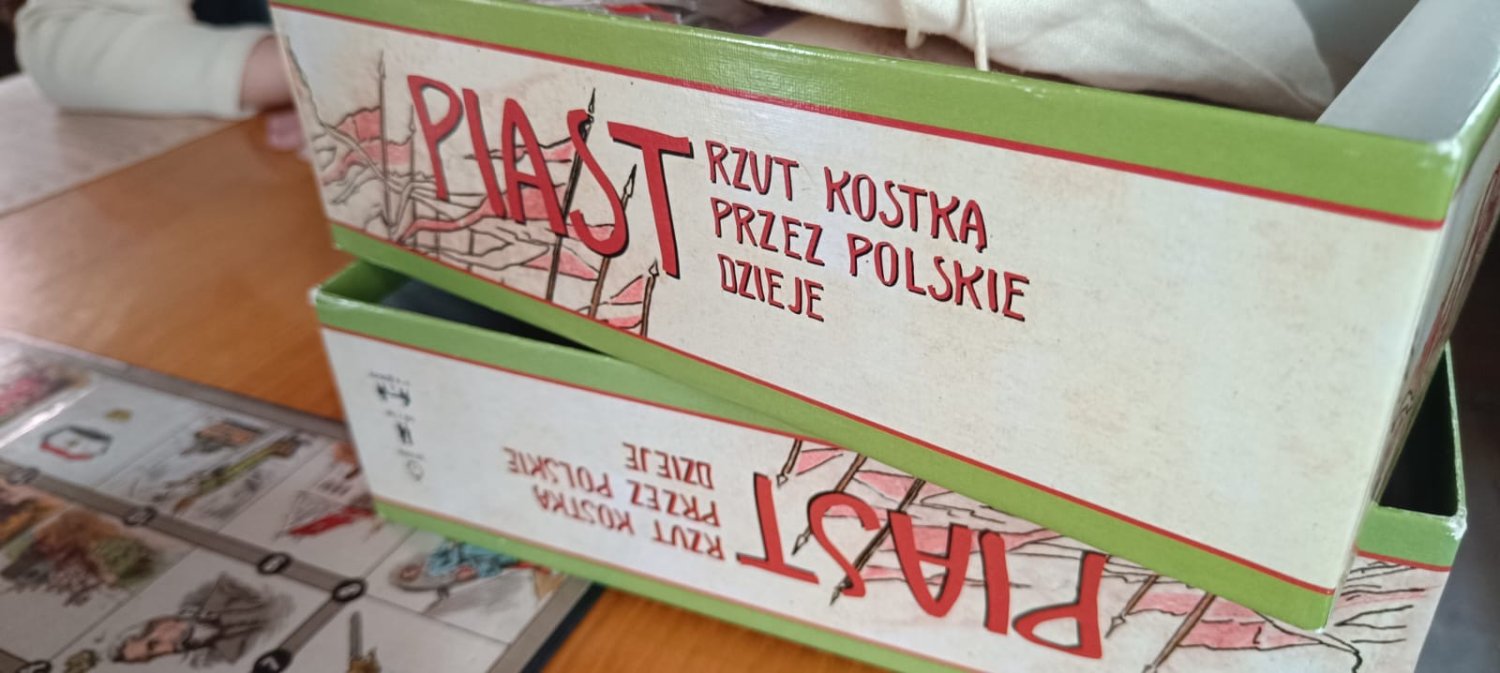 PIAST
RZUT KOSTKĄ
PRZEZ POLSKIE
DZIEJE
PIAST
RZUT KOSTKĄ
PRZEZ POLSKIE
DZIEJE